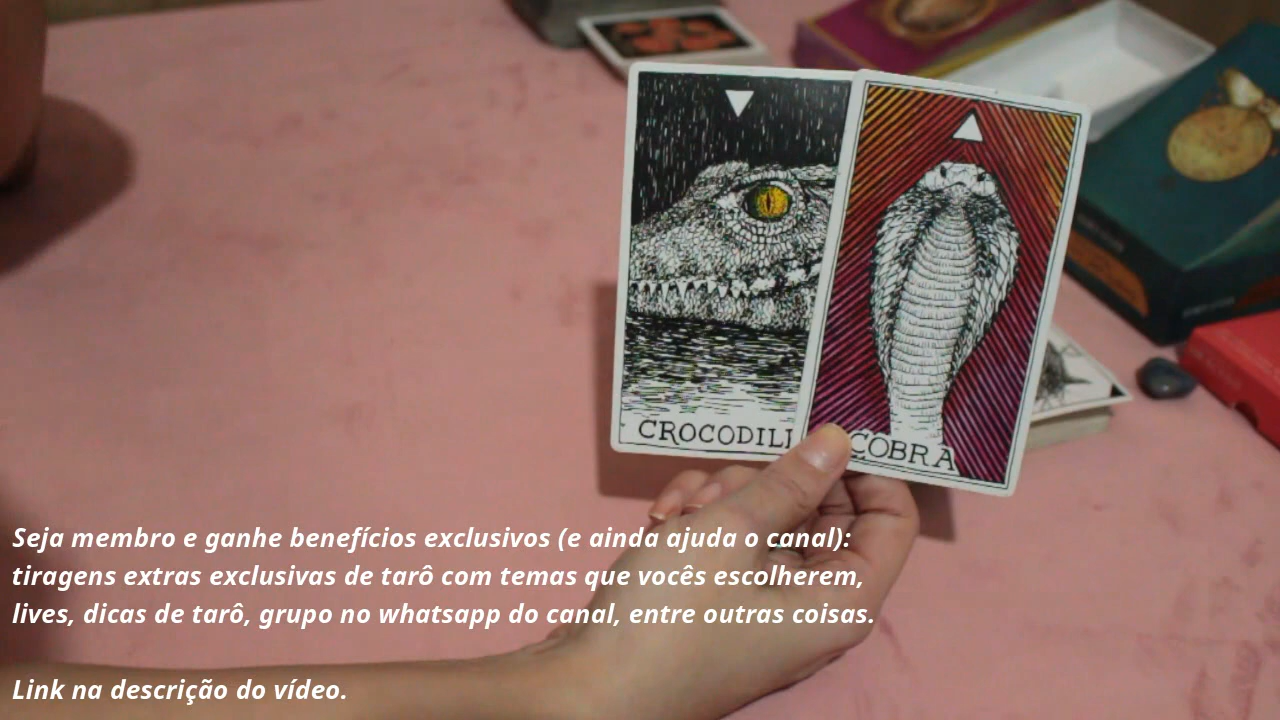 CROCODIL
COBRA
Seja membro e ganhe benefícios exclusivos (e ainda ajuda o canal):
tiragens extras exclusivas de tarô com temas que vocês escolherem,
lives, dicas de tarô, grupo no whatsapp do canal, entre outras coisas.
Link na descrição do vídeo.